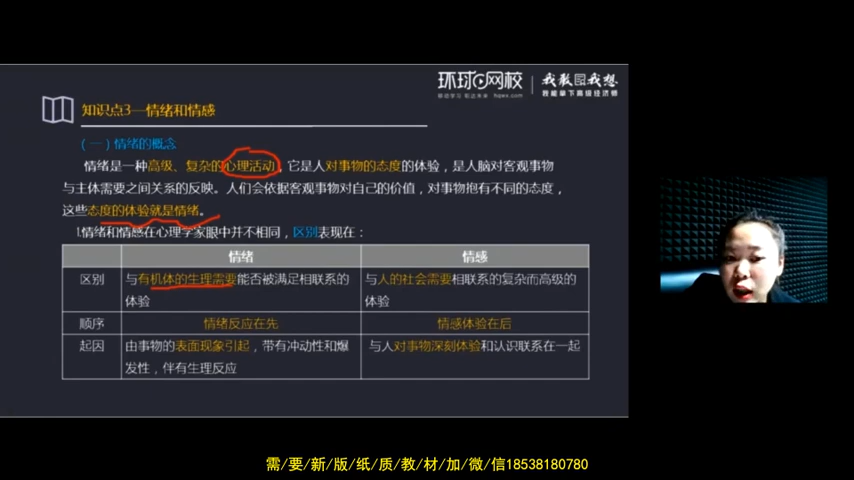 环球网校 我教你我想
hqwx.com 我能拿下高级经济师
知识点3—情绪和情感
（一）情绪的概念
情绪是一种高级、复杂的心理活动，它是人对事物的态度的体验，是人脑对客观事物
与主体需要之间关系的反映。人们会依据客观事物对自己的价值，对事物抱有不同的态度，
这些态度的体验就是情绪。
1.情绪和情感在心理学家眼中并不相同，区别表现在：
情绪 情感
区别 与有机体的生理需要能否被满足相联系的 与人的社会需要相联系的复杂而高级的
体验 体验
顺序 情绪反应在先 情感体验在后
起因 由事物的表面现象引起，带有冲动性和爆 与人对事物深刻体验和认识联系在一起
发性，伴有生理反应
需/要/新/版/纸/质/教/材/加/微/信18538180780